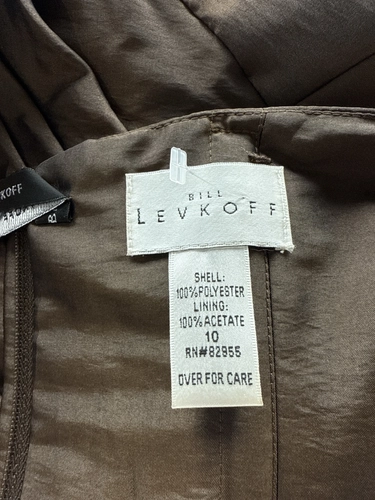 BILL
LEVKOFF
SHELL:
100%POLYESTER
LINING:
100%ACETATE
10
RN#82955
OVER FOR CARE
KOFF